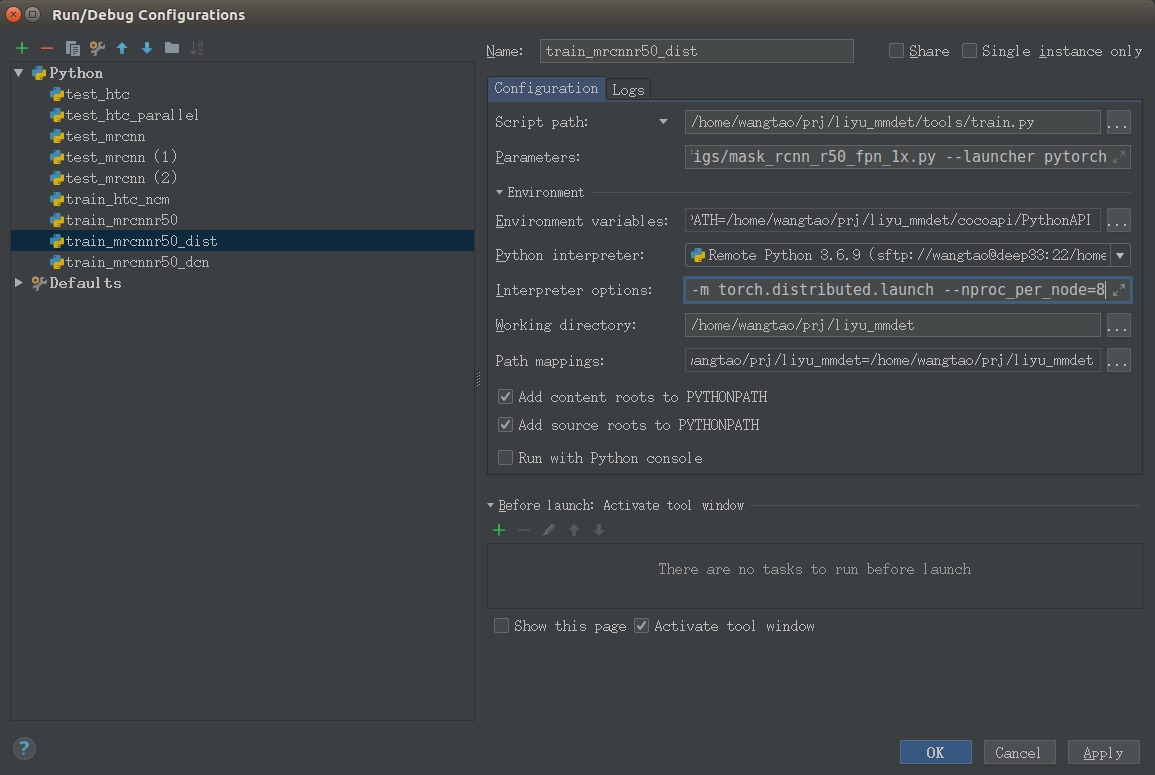 Run/Debug Configurations
Python
test_htc
test_htc_parallel
test_mrcnn
test_mrcnn (1)
test_mrcnn (2)
train_htc_ncm
train_mrcnnr50
train_mrcnnr50_dist
train_mrcnnr50_dcn
Defaults
Name: train_mrcnnr50_dist Share Single instance only
Configuration Logs
Script path: /home/wangtao/prj/liyu_mmdet/tools/train.py ...
Parameters: igs/mask_rcnn_r50_fpn_1x.py --launcher pytorch
Environment
Environment variables: PATH=/home/wangtao/prj/liyu_mmdet/cocoapi/PythonAPI ...
Python interpreter: Remote Python 3.6.9 (sftp://wangtao@deep33:22/home
Interpreter options: -m torch.distributed.launch --nproc_per_node=8
Working directory: /home/wangtao/prj/liyu_mmdet ...
Path mappings: wangtao/prj/liyu_mmdet=/home/wangtao/prj/liyu_mmdet ...
Add content roots to PYTHONPATH
Add source roots to PYTHONPATH
Run with Python console
Before launch: Activate tool window
There are no tasks to run before launch
Show this page Activate tool window
? OK Cancel Apply